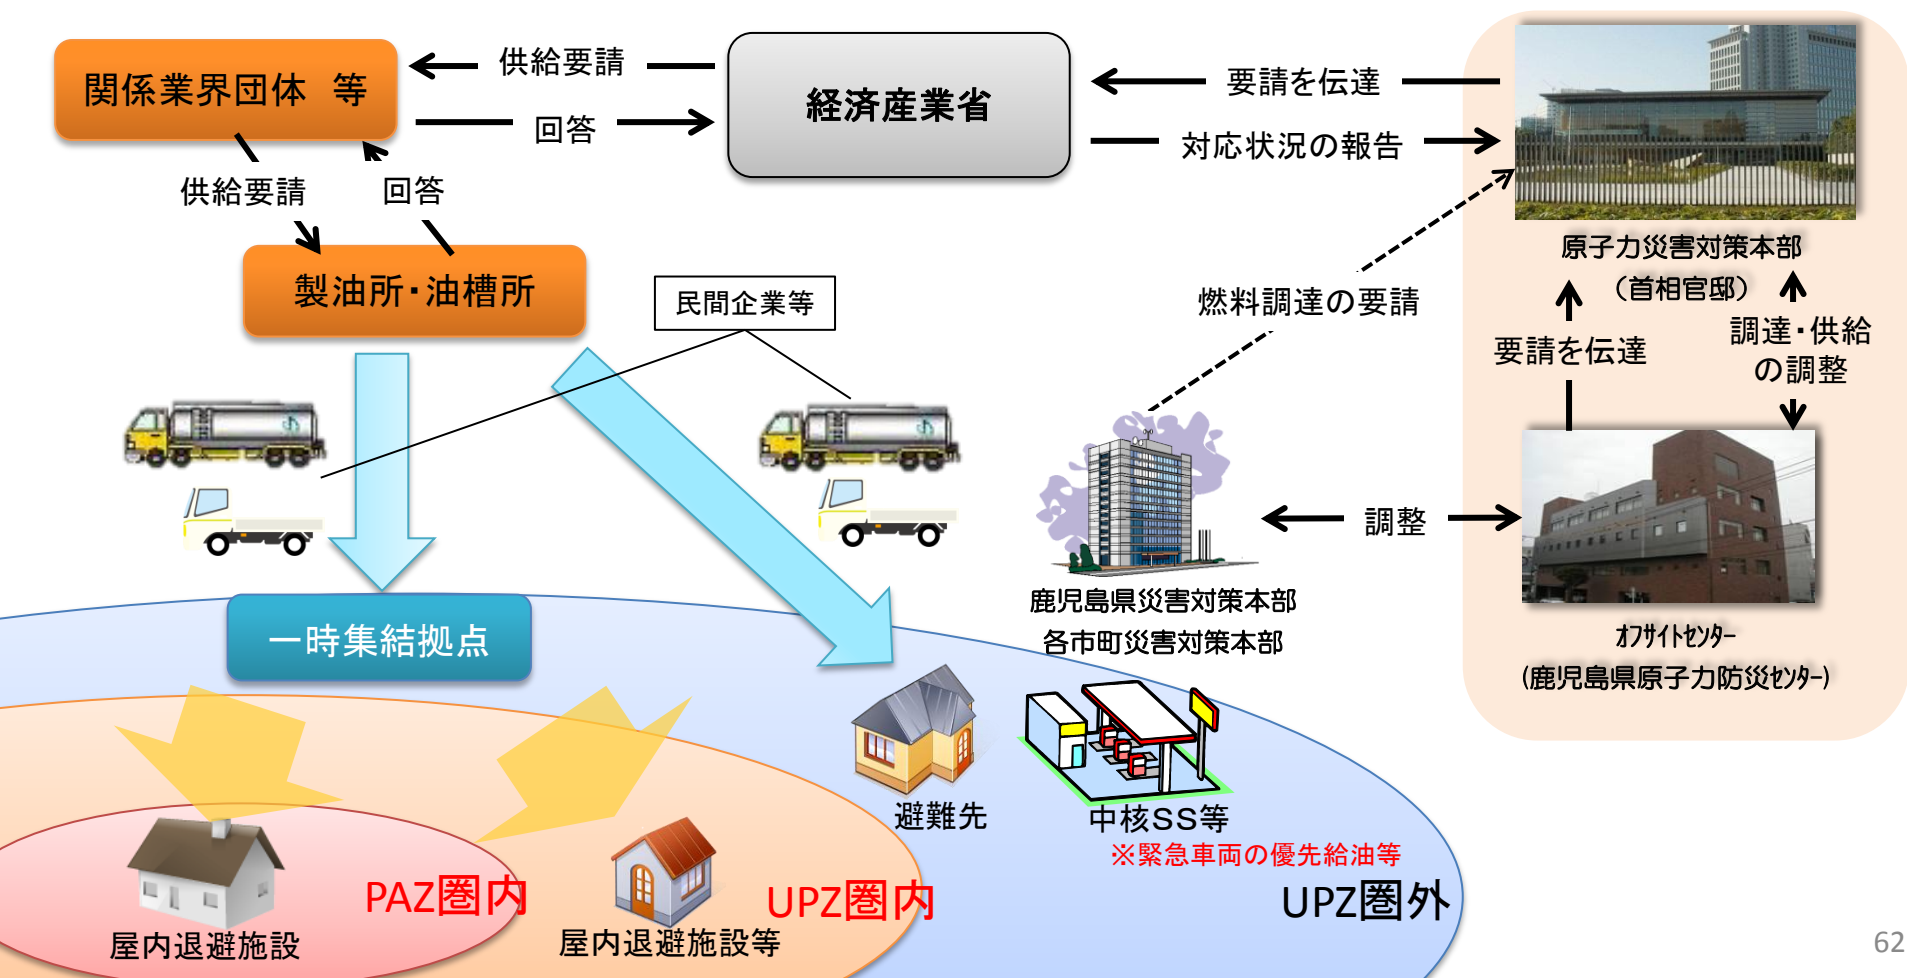 関係業界団体　等
供給要請
回答
経済産業省
要請を伝達
対応状況の報告
供給要請
回答
製油所・油槽所
民間企業等
燃料調達の要請
原子力災害対策本部
（首相官邸）
要請を伝達
調達・供給
の調整
調整
鹿児島県災害対策本部
各市町災害対策本部
ｵﾌｻｲﾄｾﾝﾀｰ
(鹿児島県原子力防災ｾﾝﾀｰ)
一時集結拠点
避難先
中核ＳＳ等
※緊急車両の優先給油等
PAZ圏内
UPZ圏内
UPZ圏外
屋内退避施設
屋内退避施設等
62